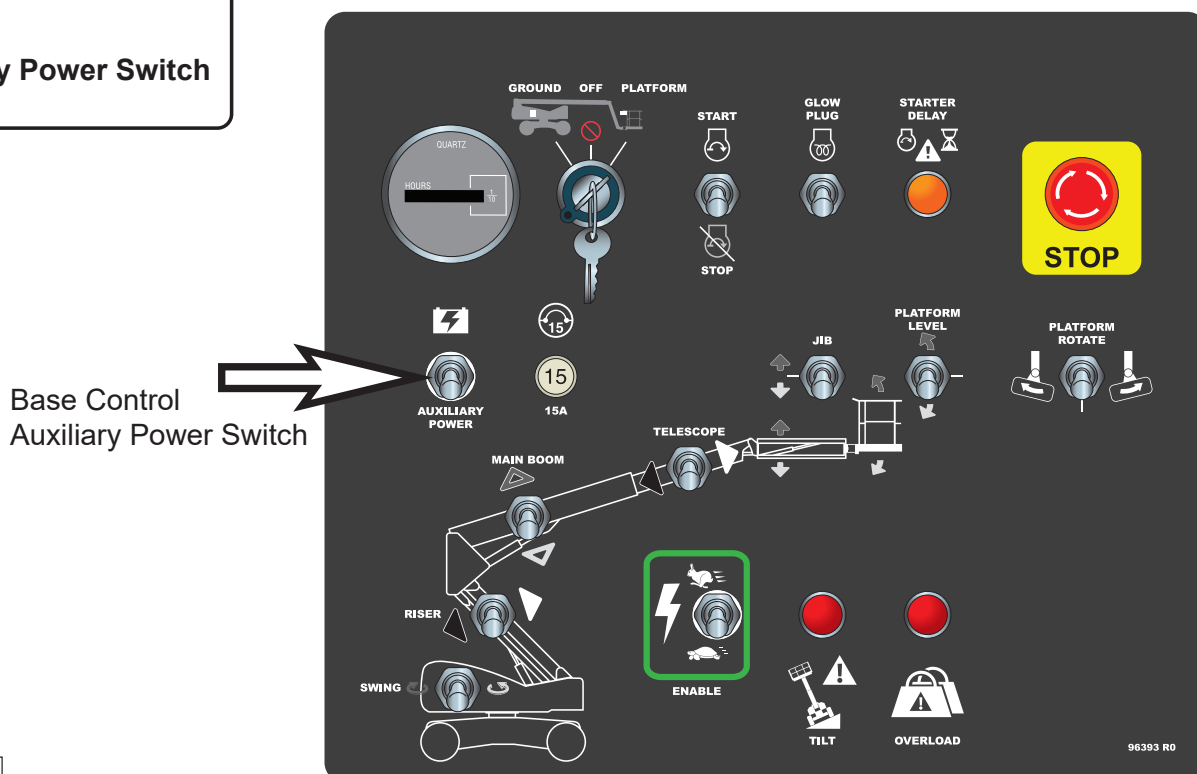 y Power Switch
GROUND OFF PLATFORM
QUARTZ
HOURS
1
10
START
STOP
GLOW
PLUG
STARTER
DELAY
STOP
15
15
15A
AUXILIARY
POWER
Base Control
Auxiliary Power Switch
JIB
PLATFORM
LEVEL
PLATFORM
ROTATE
TELESCOPE
MAIN BOOM
RISER
SWING
ENABLE
TILT
OVERLOAD
96393 R0